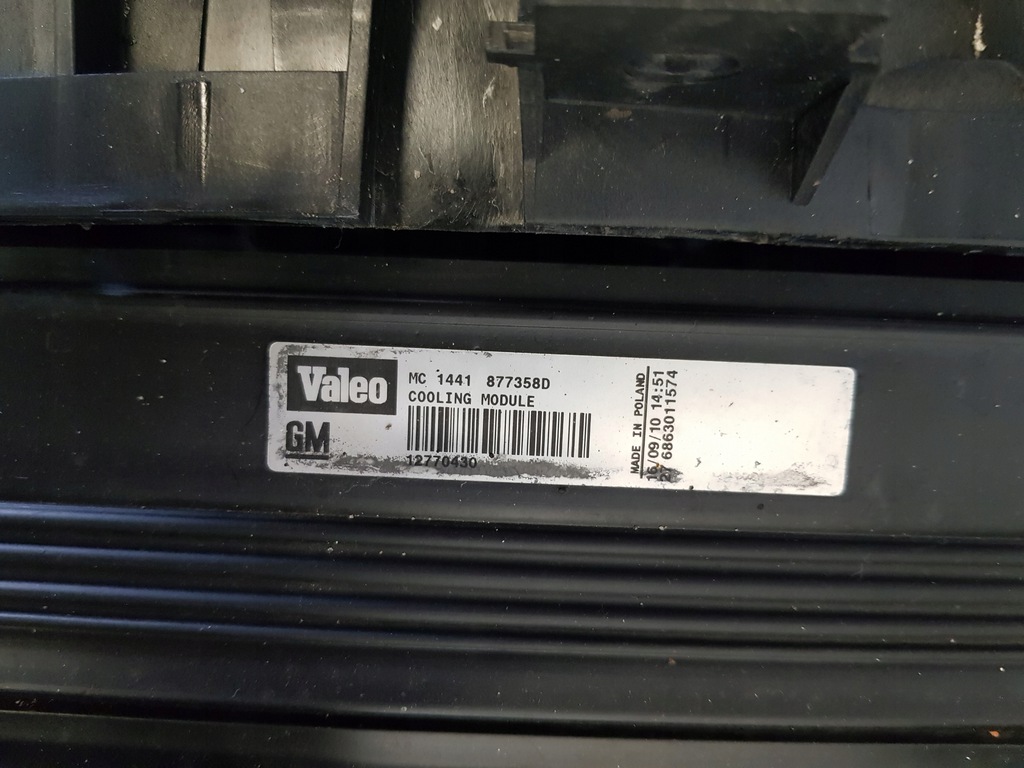 Valeo
GM
MC 1441 877358D
COOLING MODULE
12770430
MADE IN POLAND
16/09/10 14:51
6863011574